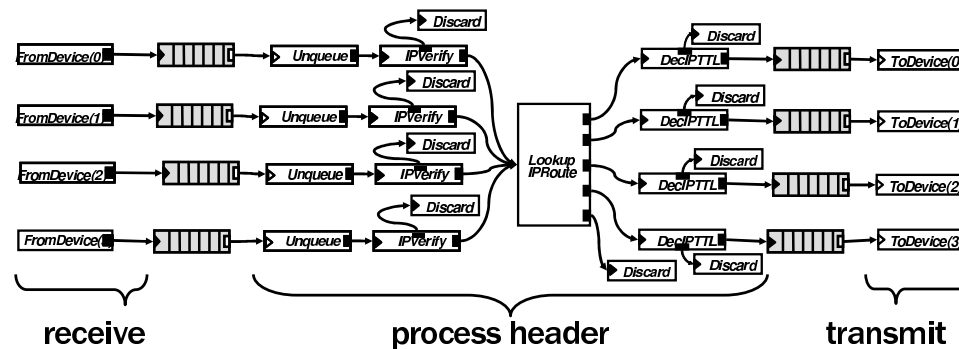 Discard
Discard
FromDevice(0
Unqueue
IPVerify
DecIPTTL
ToDevice(0
Discard
Discard
FromDevice(1
Unqueue
IPVerify
DecIPTTL
ToDevice(1
Discard
Lookup
IPRoute
Discard
FromDevice(2
Unqueue
IPVerify
DecIPTTL
ToDevice(2
Discard
FromDevice(
Unqueue
IPVerify
DecIPTTL
ToDevice(3
Discard
Discard
receive
process header
transmit